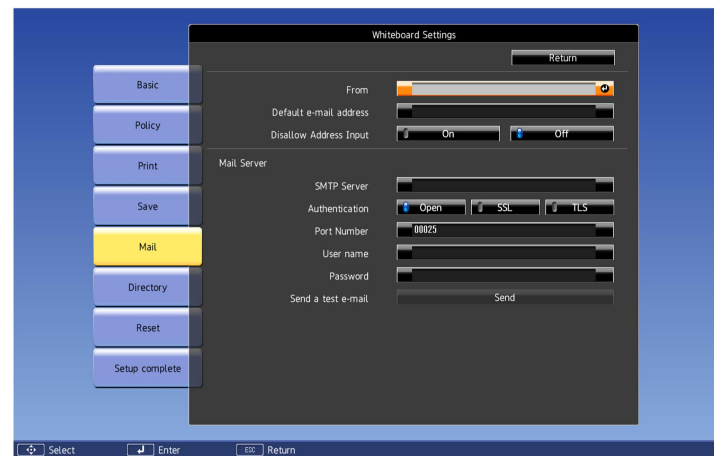 Whiteboard Settings
Return
Basic
Policy
Print
Save
Mail
Directory
Reset
Setup complete
From
Default e-mail address
Disallow Address Input On Off
Mail Server
SMTP Server
Authentication Open SSL TLS
Port Number 00025
User name
Password
Send a test e-mail Send
Select Enter ESC Return